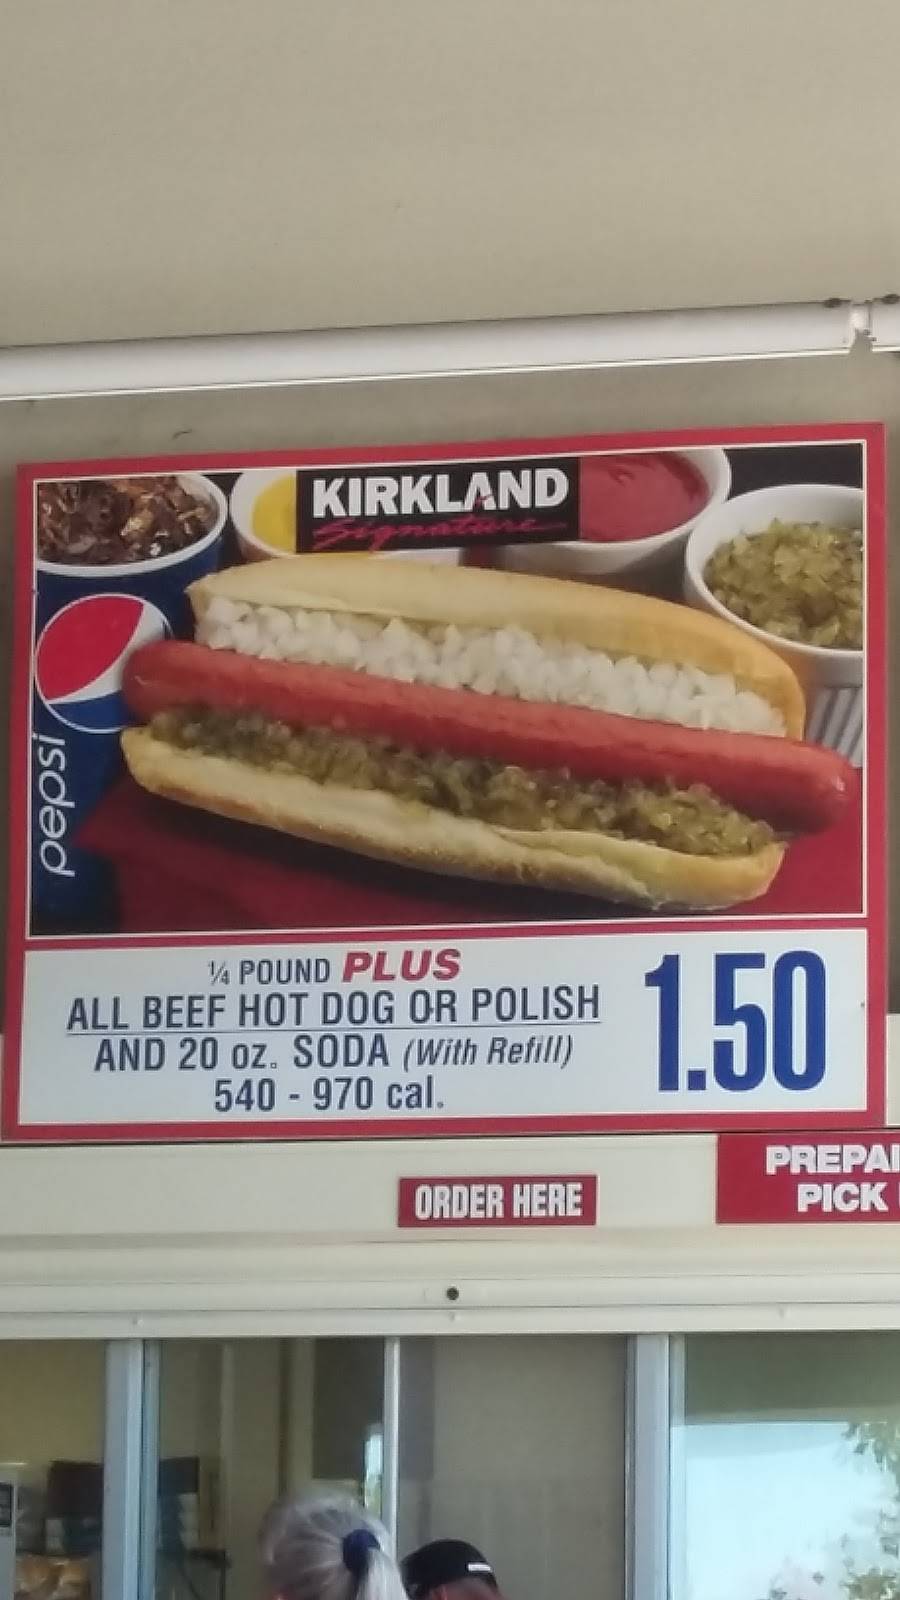 KIRKLAND
Signature
pepsi
¼ POUND PLUS
ALL BEEF HOT DOG OR POLISH
AND 20 oz. SODA (With Refill)
540 - 970 cal.
1.50
ORDER HERE
PREPA
PICK